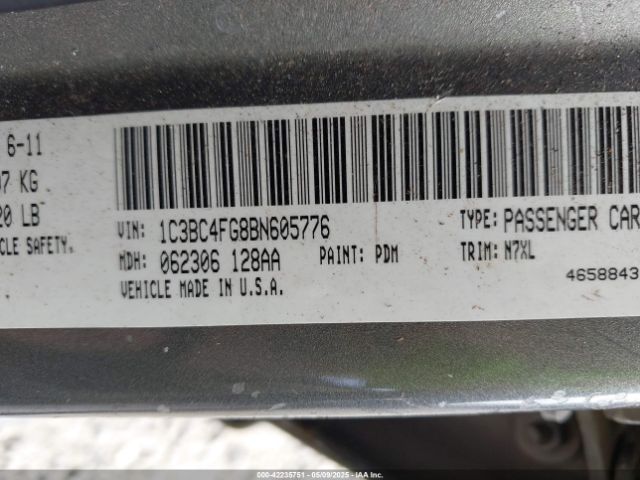 6-11
07 KG
20 LB
CLE SAFETY.
VIN: 1C3BC4FG8BN605776
TYPE: PASSENGER CAR
MDH: 062306 128AA
PAINT: PDM
TRIM: N7XL
VEHICLE MADE IN U.S.A.
4658843
000-42235751 | 05/09/2025 | IAA Inc.